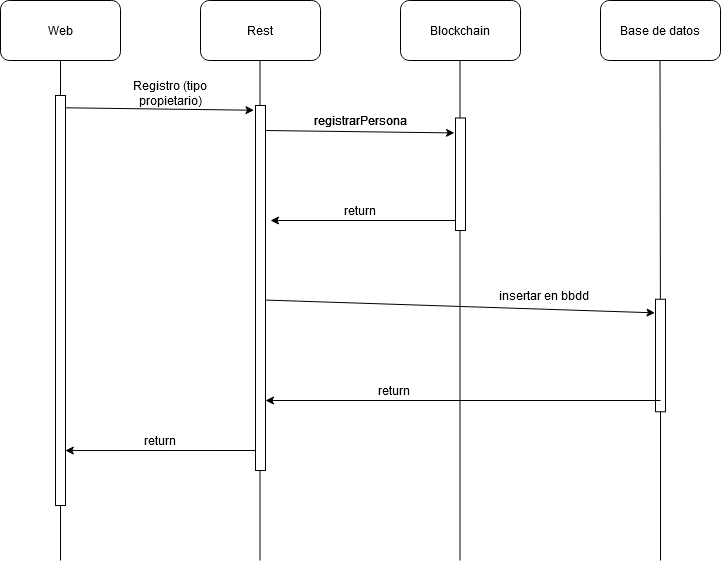 Web
Rest
Blockchain
Base de datos
Registro (tipo
propietario)
registrarPersona
return
insertar en bbdd
return
return